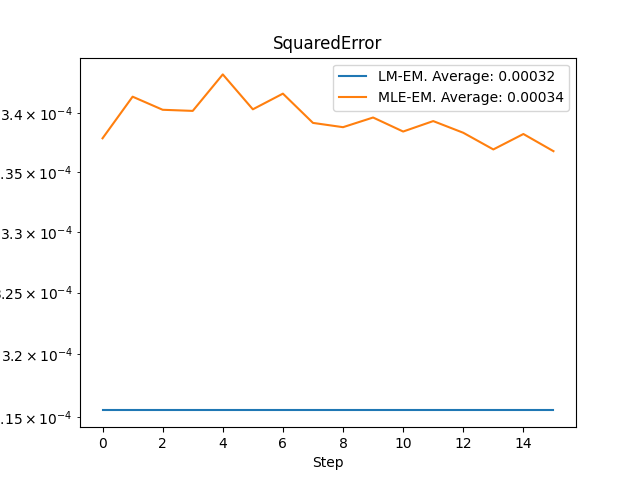 SquaredError
LM-EM. Average: 0.00032
MLE-EM. Average: 0.00034
3.4 × 10⁻⁴
.35 × 10⁻⁴
3.3 × 10⁻⁴
.25 × 10⁻⁴
3.2 × 10⁻⁴
.15 × 10⁻⁴
0 2 4 6 8 10 12 14
Step